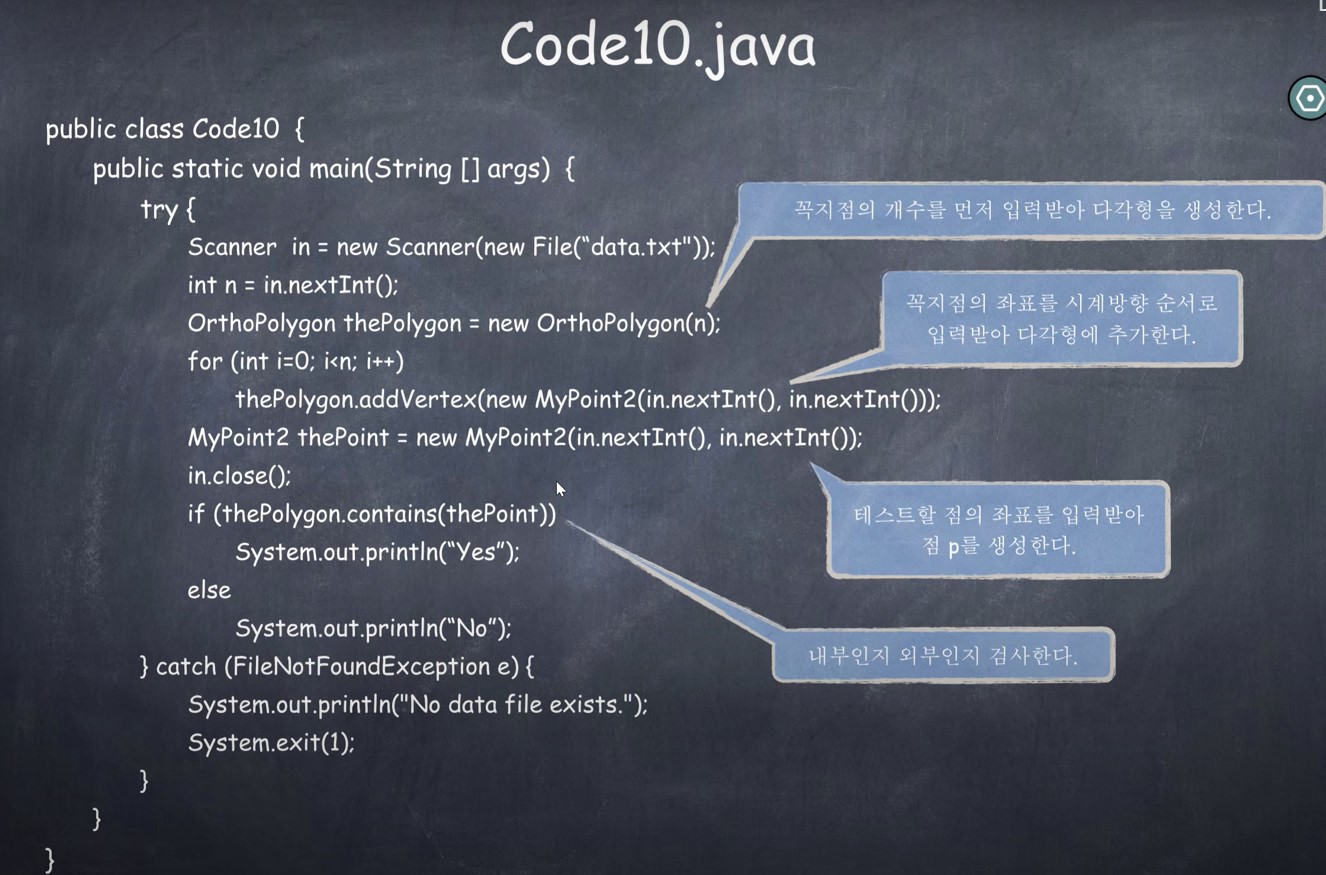 Code10.java
public class Code10 {
public static void main(String [] args) {
try {
꼭지점의 개수를 먼저 입력받아 다각형을 생성한다.
Scanner in = new Scanner(new File(“data.txt"));
int n = in.nextInt();
꼭지점의 좌표를 시계방향 순서로
입력받아 다각형에 추가한다.
OrthoPolygon thePolygon = new OrthoPolygon(n);
for (int i=0; i<n; i++)
thePolygon.addVertex(new MyPoint2(in.nextInt(), in.nextInt()));
MyPoint2 thePoint = new MyPoint2(in.nextInt(), in.nextInt());
in.close();
테스트할 점의 좌표를 입력받아
점 p를 생성한다.
if (thePolygon.contains(thePoint))
System.out.println(“Yes”);
else
System.out.println(“No”);
내부인지 외부인지 검사한다.
} catch (FileNotFoundException e) {
System.out.println("No data file exists.");
System.exit(1);
}
}
}